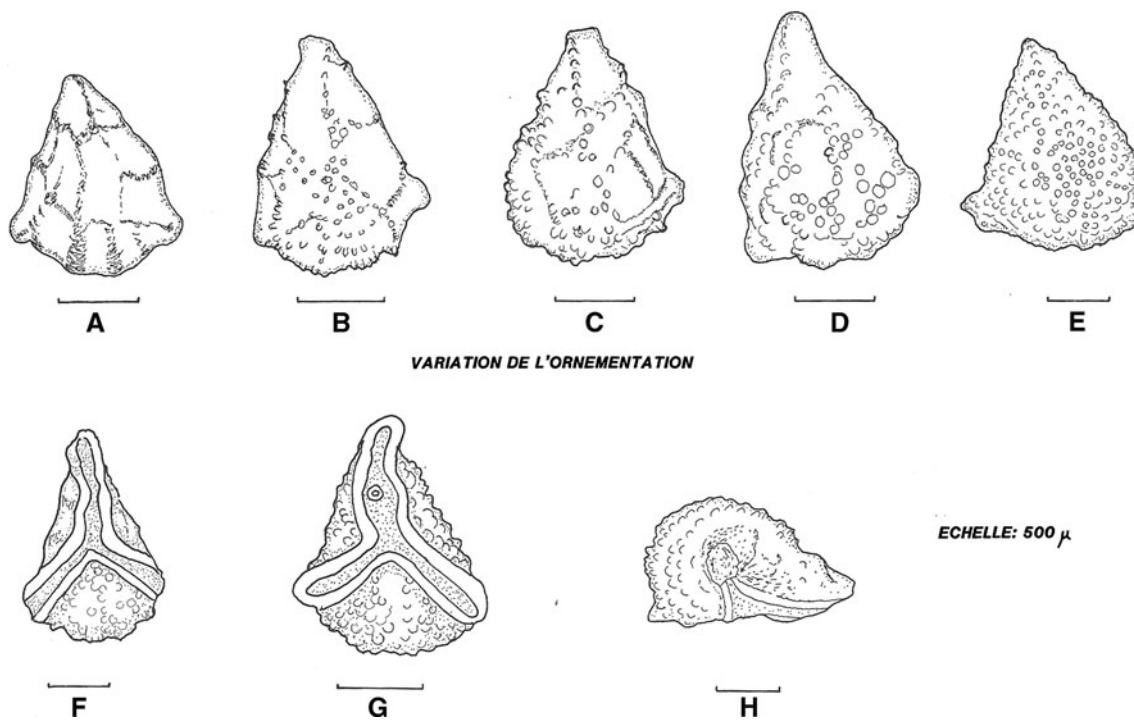 A B C D E
VARIATION DE L'ORNEMENTATION
ECHELLE: 500 µ
F G H